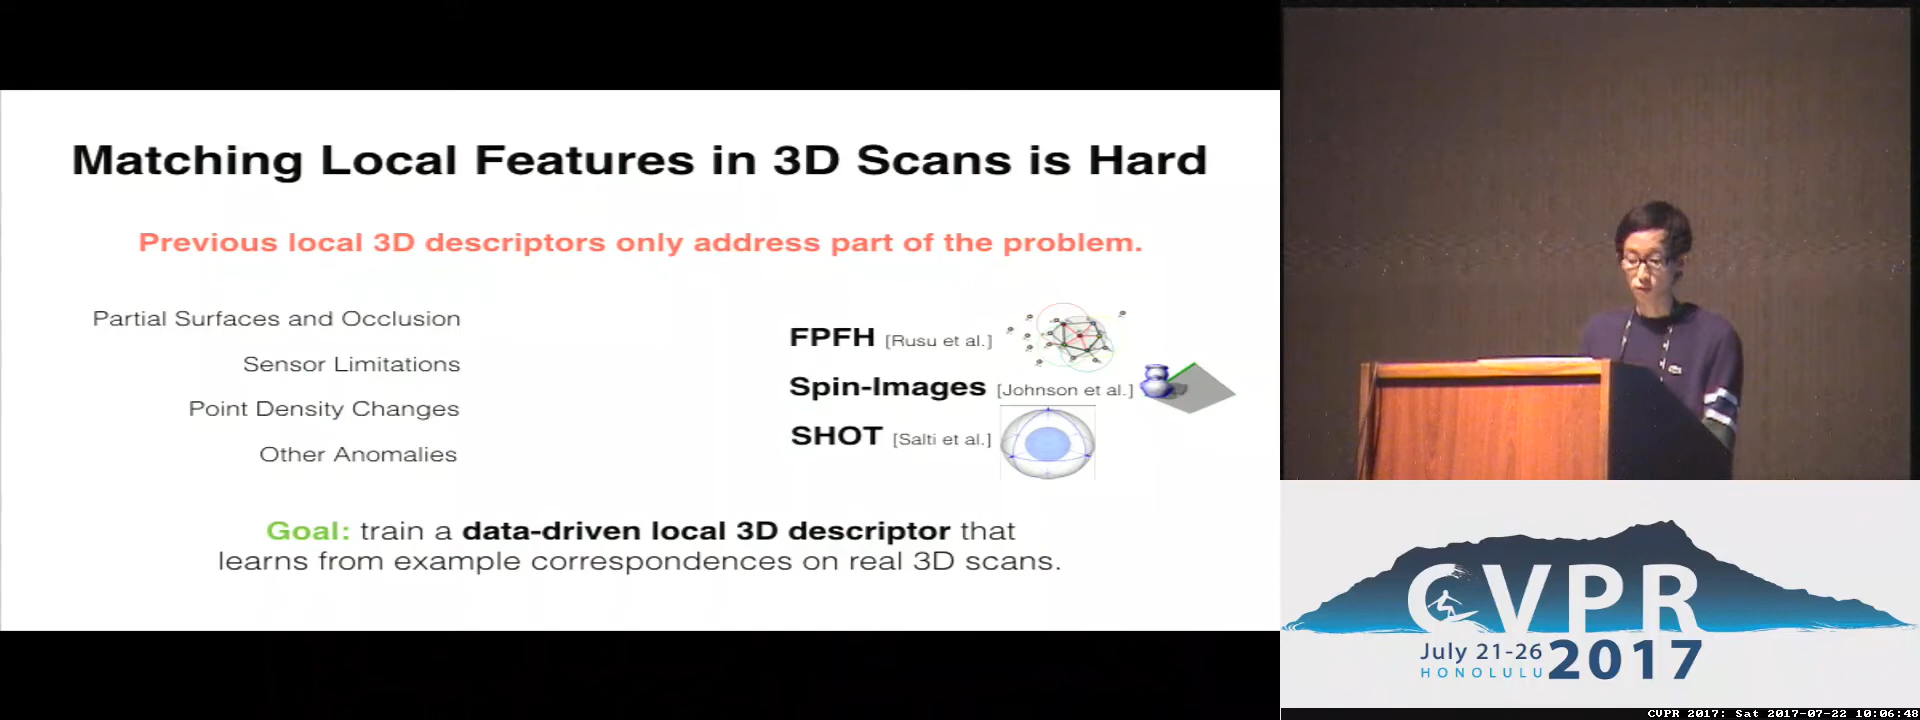 Matching Local Features in 3D Scans is Hard
Previous local 3D descriptors only address part of the problem.
Partial Surfaces and Occlusion
Sensor Limitations
Point Density Changes
Other Anomalies
FPFH [Rusu et al.]
Spin-Images [Johnson et al.]
SHOT [Salti et al.]
Goal: train a data-driven local 3D descriptor that
learns from example correspondences on real 3D scans.
CVPR
July 21-26
HONOLULU
2017
CVPR 2017: Sat 2017-07-22 10:06:48